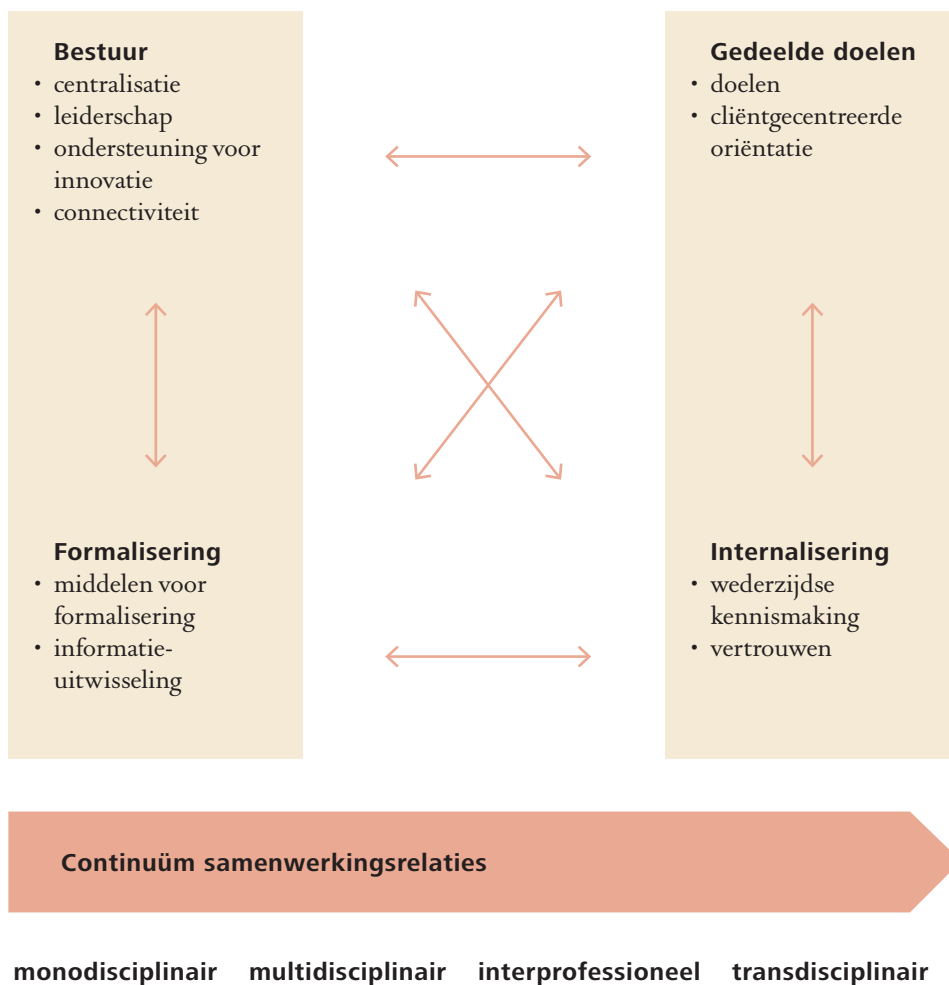 Bestuur
• centralisatie
• leiderschap
• ondersteuning voor
innovatie
• connectiviteit
Gedeelde doelen
• doelen
• cliëntgecentreerde
oriëntatie
Formalisering
• middelen voor
formalisering
• informatie-
uitwisseling
Internalisering
• wederzijdse
kennismaking
• vertrouwen
Continuüm samenwerkingsrelaties
monodisciplinair multidisciplinair interprofessioneel transdisciplinair